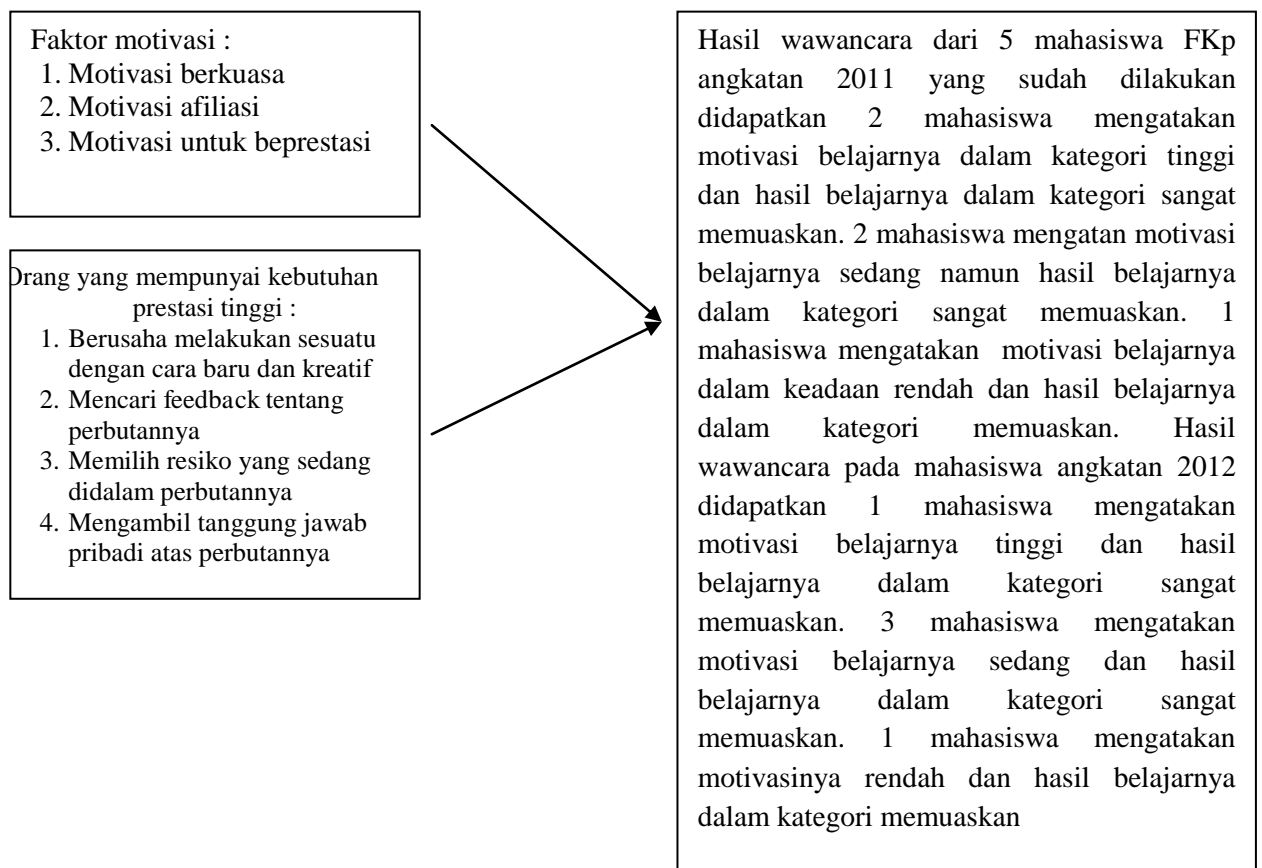 Faktor motivasi :
1. Motivasi berkuasa
2. Motivasi afiliasi
3. Motivasi untuk beprestasi
Orang yang mempunyai kebutuhan
prestasi tinggi :
1. Berusaha melakukan sesuatu
dengan cara baru dan kreatif
2. Mencari feedback tentang
perbutannya
3. Memilih resiko yang sedang
didalam perbutannya
4. Mengambil tanggung jawab
pribadi atas perbutannya
Hasil wawancara dari 5 mahasiswa FKp
angkatan 2011 yang sudah dilakukan
didapatkan 2 mahasiswa mengatakan
motivasi belajarnya dalam kategori tinggi
dan hasil belajarnya dalam kategori sangat
memuaskan. 2 mahasiswa mengatan motivasi
belajarnya sedang namun hasil belajarnya
dalam kategori sangat memuaskan. 1
mahasiswa mengatakan motivasi belajarnya
dalam keadaan rendah dan hasil belajarnya
dalam kategori memuaskan. Hasil
wawancara pada mahasiswa angkatan 2012
didapatkan 1 mahasiswa mengatakan
motivasi belajarnya tinggi dan hasil
belajarnya dalam kategori sangat
memuaskan. 3 mahasiswa mengatakan
motivasi belajarnya sedang dan hasil
belajarnya dalam kategori sangat
memuaskan. 1 mahasiswa mengatakan
motivasinya rendah dan hasil belajarnya
dalam kategori memuaskan